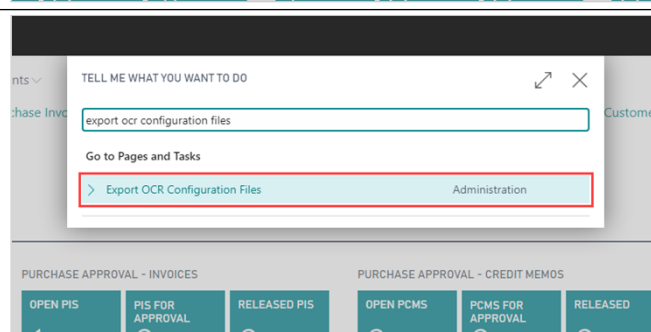 nts
TELL ME WHAT YOU WANT TO DO
chase Invo
export ocr configuration files
Custome
Go to Pages and Tasks
Export OCR Configuration Files Administration
PURCHASE APPROVAL - INVOICES PURCHASE APPROVAL - CREDIT MEMOS
OPEN PIS PIS FOR APPROVAL RELEASED PIS OPEN PCMS PCMS FOR APPROVAL RELEASED